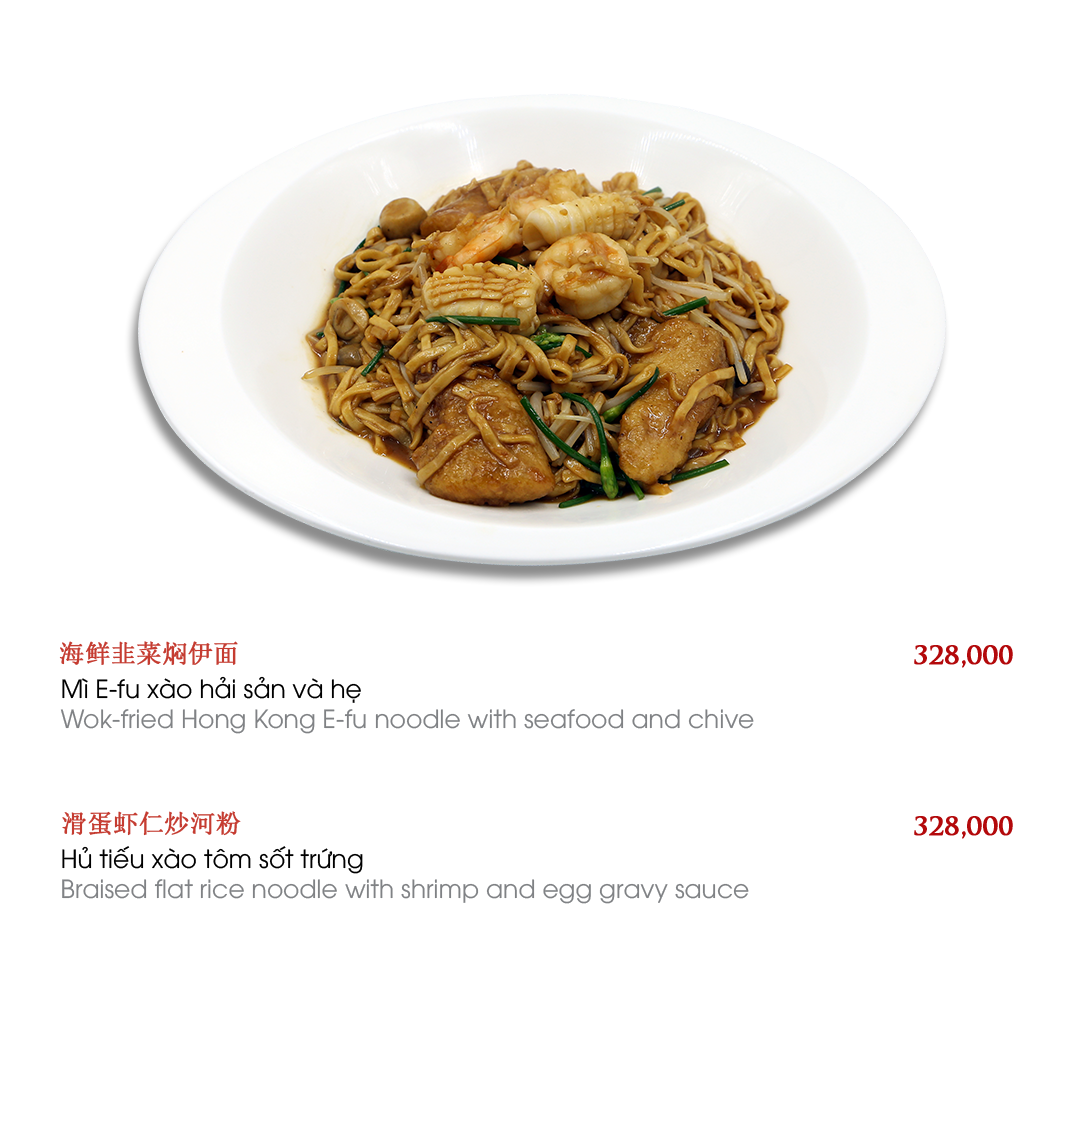 海鲜韭菜焖伊面 328,000
Mì E-fu xào hải sản và hẹ
Wok-fried Hong Kong E-fu noodle with seafood and chive
滑蛋虾仁炒河粉 328,000
Hủ tiếu xào tôm sốt trứng
Braised flat rice noodle with shrimp and egg gravy sauce